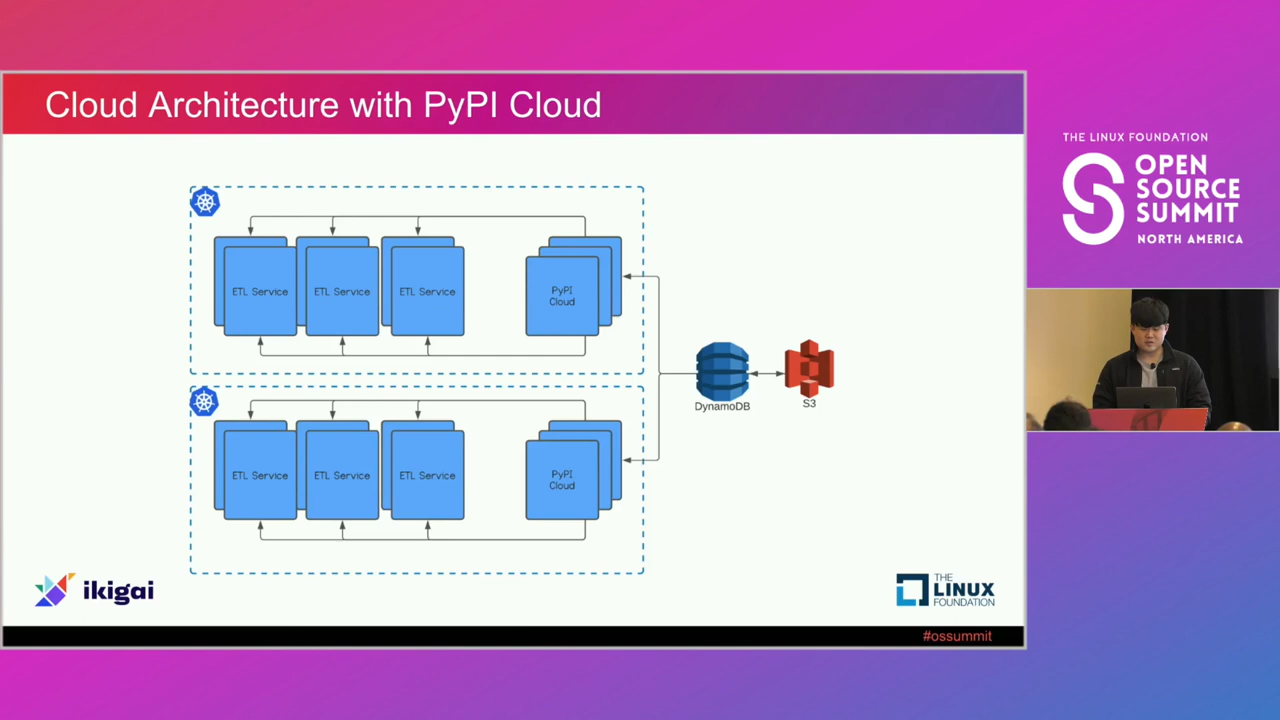 Cloud Architecture with PyPI Cloud
ETL Service
ETL Service
ETL Service
PyPI
Cloud
ETL Service
ETL Service
ETL Service
PyPI
Cloud
DynamoDB
S3
ikigai
THE
LINUX
FOUNDATION
#ossummit
THE LINUX FOUNDATION
OPEN
SOURCE
SUMMIT
NORTH AMERICA